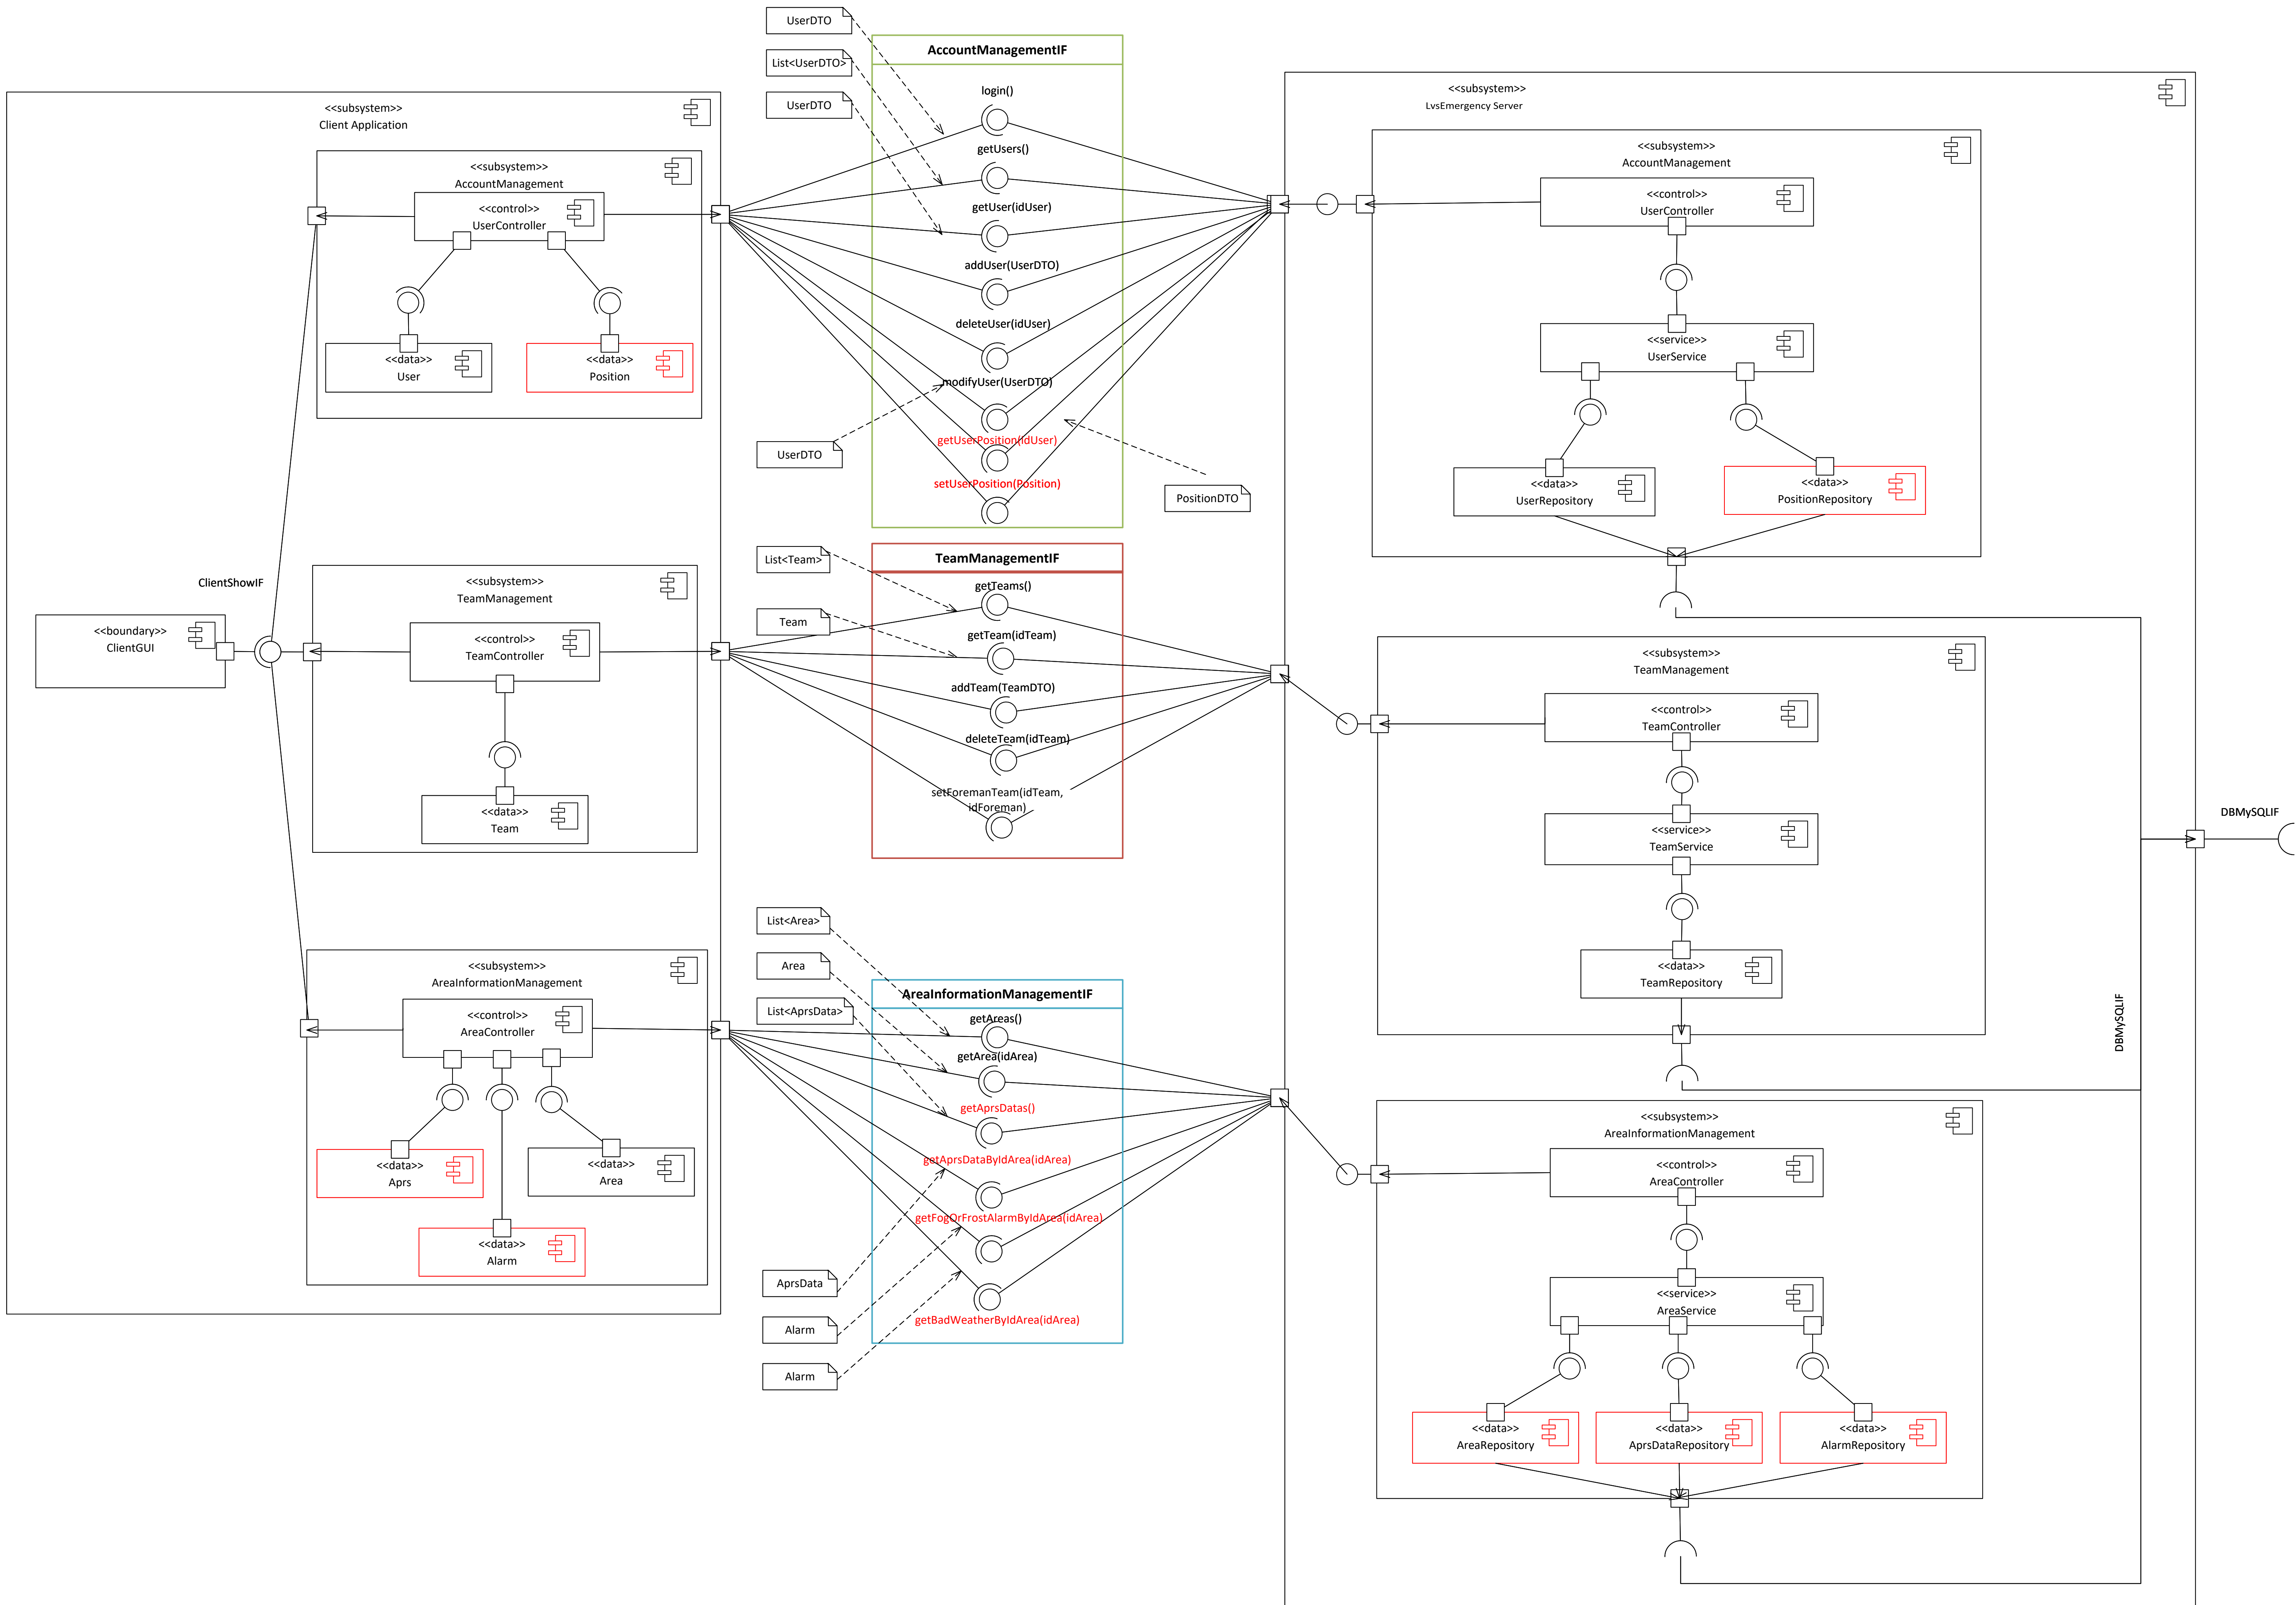 <<subsystem>>
Client Application
<<subsystem>>
AccountManagement
<<control>>
UserController
<<data>>
User
<<data>>
Position
ClientShowIF
<<boundary>>
ClientGUI
<<subsystem>>
TeamManagement
<<control>>
TeamController
<<data>>
Team
<<subsystem>>
AreaInformationManagement
<<control>>
AreaController
<<data>>
Aprs
<<data>>
Area
<<data>>
Alarm
UserDTO
List<UserDTO>
UserDTO
AccountManagementIF
login()
getUsers()
getUser(idUser)
addUser(UserDTO)
deleteUser(idUser)
modifyUser(UserDTO)
getUserPosition(idUser)
setUserPosition(Position)
UserDTO
PositionDTO
List<Team>
Team
TeamManagementIF
getTeams()
getTeam(idTeam)
addTeam(TeamDTO)
deleteTeam(idTeam)
setForemanTeam(idTeam,
idForeman)
List<Area>
Area
List<AprsData>
AreaInformationManagementIF
getAreas()
getArea(idArea)
getAprsDatas()
getAprsDataByIdArea(idArea)
getFogOrFrostAlarmByIdArea(idArea)
getBadWeatherByIdArea(idArea)
AprsData
Alarm
Alarm
<<subsystem>>
LvsEmergency Server
<<subsystem>>
AccountManagement
<<control>>
UserController
<<service>>
UserService
<<data>>
UserRepository
<<data>>
PositionRepository
<<subsystem>>
TeamManagement
<<control>>
TeamController
<<service>>
TeamService
<<data>>
TeamRepository
<<subsystem>>
AreaInformationManagement
<<control>>
AreaController
<<service>>
AreaService
<<data>>
AreaRepository
<<data>>
AprsDataRepository
<<data>>
AlarmRepository
DBMySQLIF
DBMySQLIF